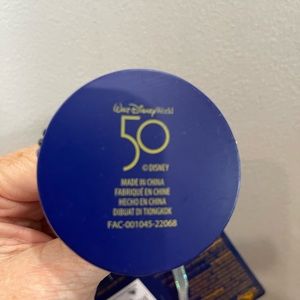 Walt Disney World
50
© DISNEY
MADE IN CHINA
FABRIQUÉ EN CHINE
HECHO EN CHINA
DIBUAT DI TIONGKOK
FAC-001045-22068